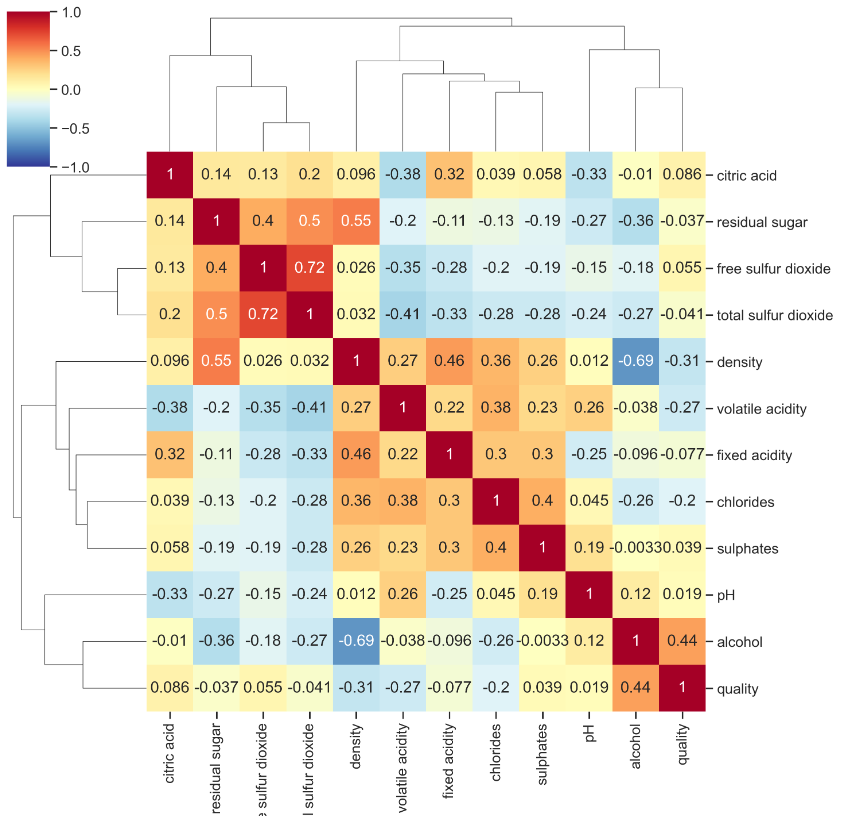 1.0
0.5
0.0
−0.5
−1.0
1 0.14 0.13 0.2 0.096 -0.38 0.32 0.039 0.058 -0.33 -0.01 0.086 citric acid
0.14 1 0.4 0.5 0.55 -0.2 -0.11 -0.13 -0.19 -0.27 -0.36 -0.037 residual sugar
0.13 0.4 1 0.72 0.026 -0.35 -0.28 -0.2 -0.19 -0.15 -0.18 0.055 free sulfur dioxide
0.2 0.5 0.72 1 0.032 -0.41 -0.33 -0.28 -0.28 -0.24 -0.27 -0.041 total sulfur dioxide
0.096 0.55 0.026 0.032 1 0.27 0.46 0.36 0.26 0.012 -0.69 -0.31 density
-0.38 -0.2 -0.35 -0.41 0.27 1 0.22 0.38 0.23 0.26 -0.038 -0.27 volatile acidity
0.32 -0.11 -0.28 -0.33 0.46 0.22 1 0.3 0.3 -0.25 -0.096 -0.077 fixed acidity
0.039 -0.13 -0.2 -0.28 0.36 0.38 0.3 1 0.4 0.045 -0.26 -0.2 chlorides
0.058 -0.19 -0.19 -0.28 0.26 0.23 0.3 0.4 1 0.19 -0.0033 0.039 sulphates
-0.33 -0.27 -0.15 -0.24 0.012 0.26 -0.25 0.045 0.19 1 0.12 0.019 pH
-0.01 -0.36 -0.18 -0.27 -0.69 -0.038 -0.096 -0.26 -0.0033 0.12 1 0.44 alcohol
0.086 -0.037 0.055 -0.041 -0.31 -0.27 -0.077 -0.2 0.039 0.019 0.44 1 quality
citric acid
residual sugar
e sulfur dioxide
l sulfur dioxide
density
volatile acidity
fixed acidity
chlorides
sulphates
pH
alcohol
quality